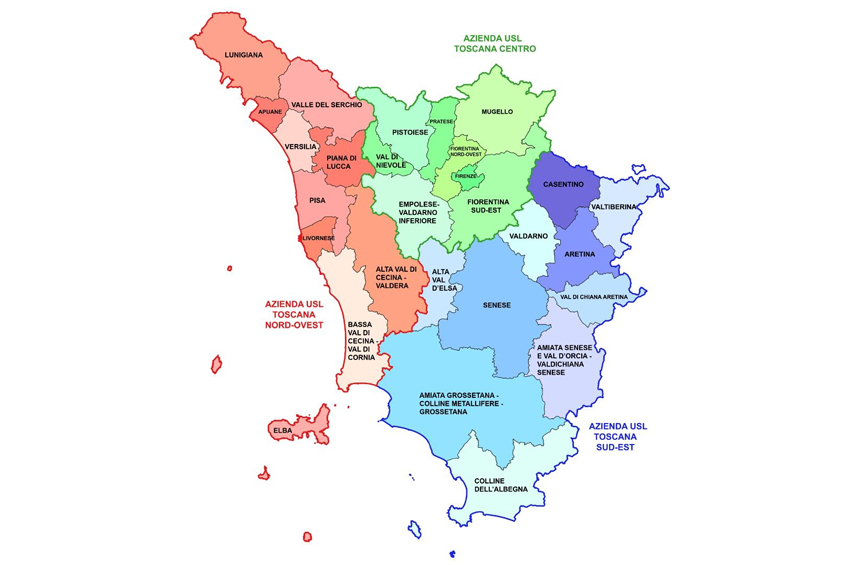 AZIENDA USL
TOSCANA CENTRO
LUNIGIANA
VALLE DEL SERCHIO
APUANE
VERSILIA
PIANA DI
LUCCA
PISTOIESE
PRATESE
MUGELLO
VAL DI
NIEVOLE
FIORENTINA
NORD-OVEST
FIRENZE
CASENTINO
PISA
EMPOLESE-
VALDARNO
INFERIORE
FIORENTINA
SUD-EST
VALTIBERINA
LIVORNESE
VALDARNO
ARETINA
ALTA VAL DI
CECINA -
VALDERA
ALTA
VAL
D'ELSA
SENESE
VAL DI CHIANA ARETINA
AZIENDA USL
TOSCANA
NORD-OVEST
BASSA
VAL DI
CECINA -
VAL DI
CORNIA
AMIATA SENESE
E VAL D'ORCIA -
VALDICHIANA
SENESE
AMIATA GROSSETANA -
COLLINE METALLIFERE -
GROSSETANA
ELBA
AZIENDA USL
TOSCANA
SUD-EST
COLLINE
DELL'ALBEGNA